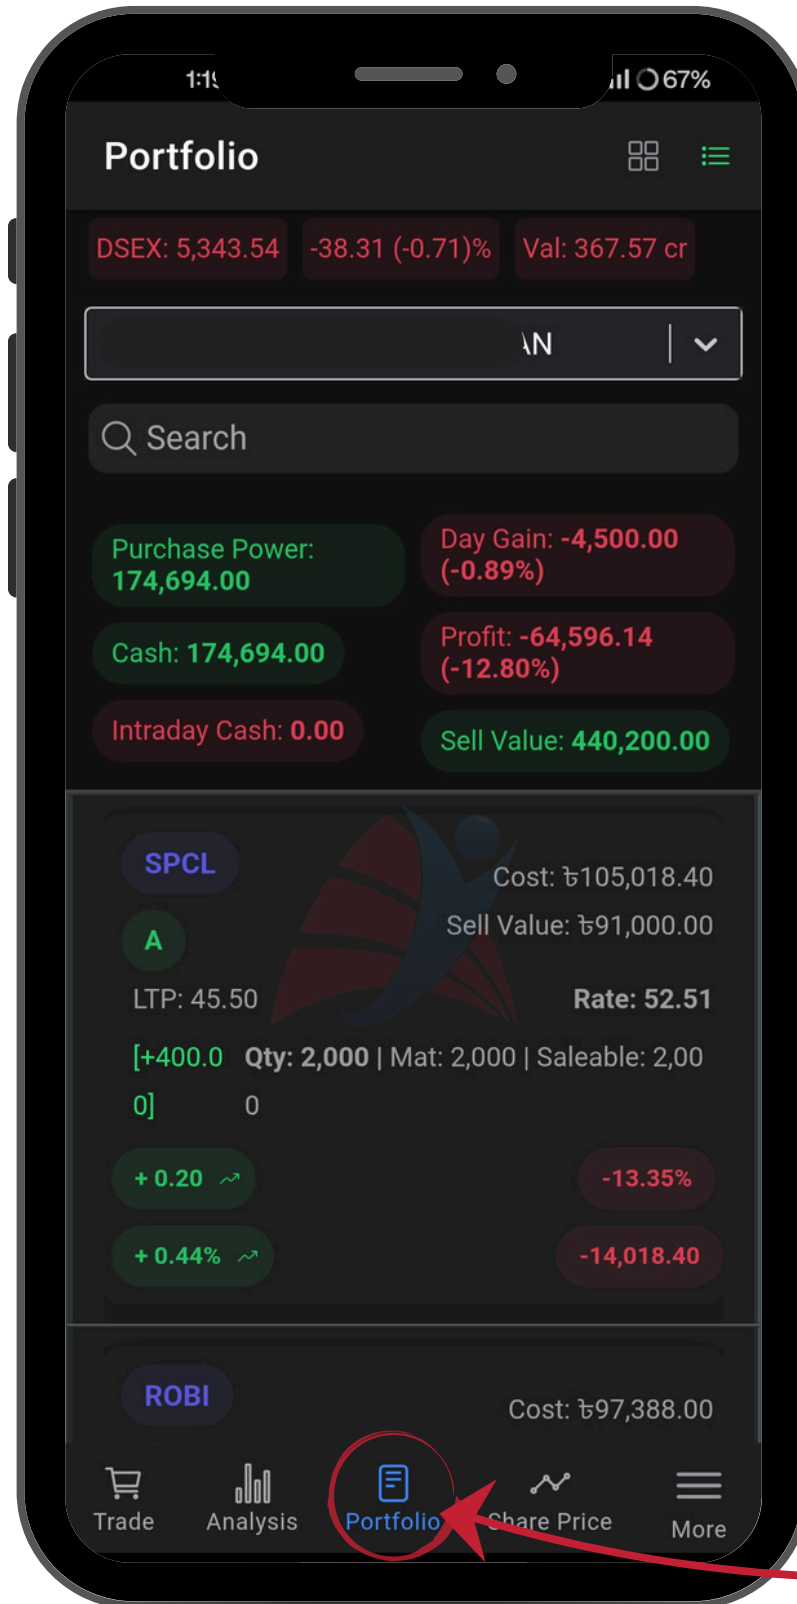 67%
Portfolio
DSEX: 5,343.54 -38.31 (-0.71)% Val: 367.57 cr
Search
Purchase Power:
174,694.00
Day Gain: -4,500.00
(-0.89%)
Cash: 174,694.00
Profit: -64,596.14
(-12.80%)
Intraday Cash: 0.00
Sell Value: 440,200.00
SPCL
Cost: ৳105,018.40
A
Sell Value: ৳91,000.00
LTP: 45.50
Rate: 52.51
[+400.0
0]
Qty: 2,000 | Mat: 2,000 | Saleable: 2,00
0
+ 0.20
-13.35%
+ 0.44%
-14,018.40
ROBI
Cost: ৳97,388.00
Trade Analysis Portfolio Share Price More